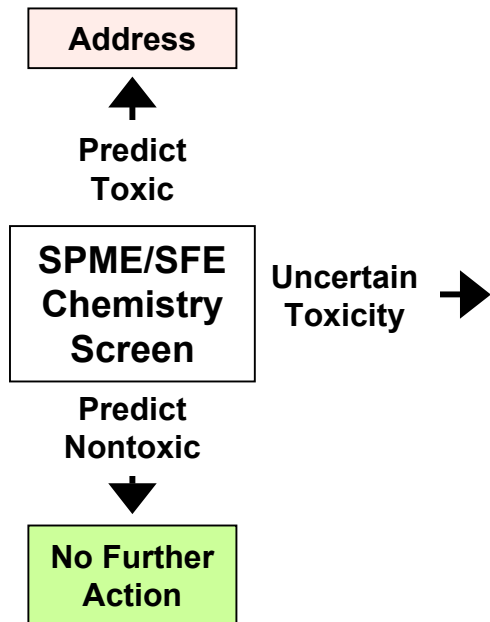 Address
Predict
Toxic
SPME/SFE
Chemistry
Screen
Uncertain
Toxicity
Predict
Nontoxic
No Further
Action